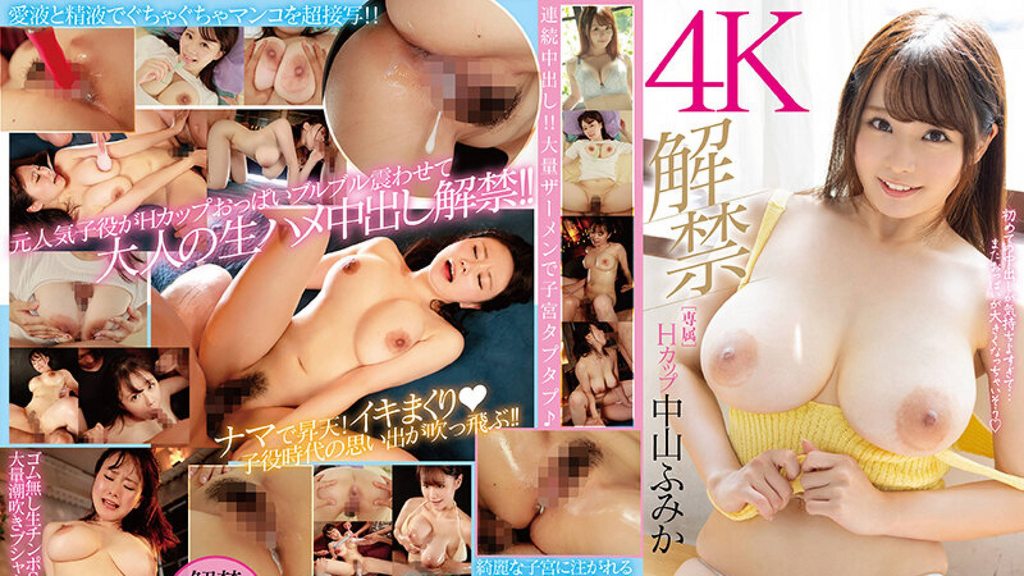 愛液と精液でぐちゃぐちゃマンコを超接写!!
元人気子役がHカップおっぱいブルブル震わせて
大人の生ハメ中出し解禁!!
ナマで昇天!イキまくり♥
子役時代の思い出が吹っ飛ぶ!!
ゴム無し生チンポ
大量潮吹きブシャ
連続中出し!!大量ザーメンで子宮タプタプ♪
綺麗な子宮に注がれる
4K
解禁
[専属]
Hカップ
中山ふみか